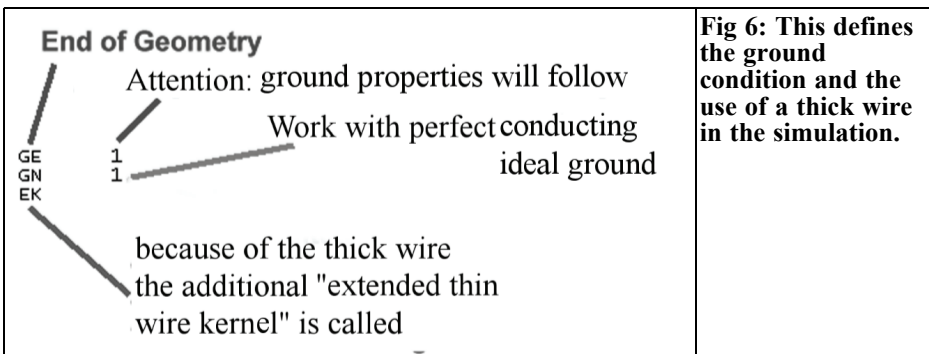 End of Geometry
Attention: ground properties will follow
Work with perfect conducting
ideal ground
GE 1
GN 1
EK
because of the thick wire
the additional "extended thin
wire kernel" is called
Fig 6: This defines
the ground
condition and the
use of a thick wire
in the simulation.